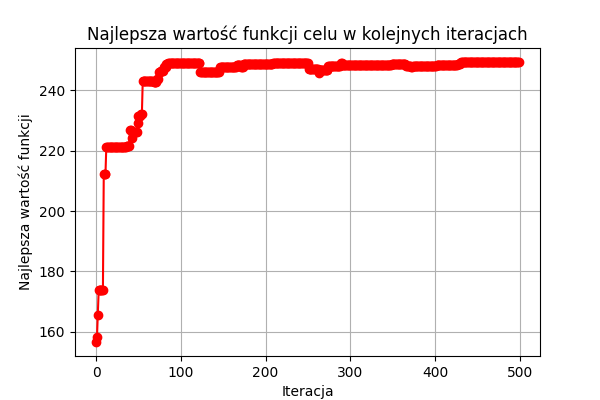 Najlepsza wartość funkcji celu w kolejnych iteracjach
Najlepsza wartość funkcji
240
220
200
180
160
0 100 200 300 400 500
Iteracja